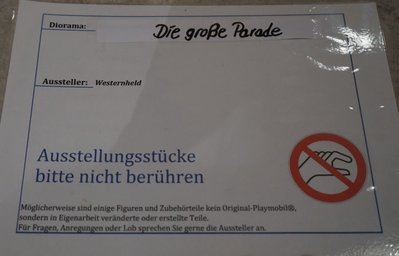 Diorama: Die große Parade
Aussteller: Westernheld
Ausstellungsstücke
bitte nicht berühren
Möglicherweise sind einige Figuren und Zubehörteile kein Original-Playmobil®,
sondern in Eigenarbeit veränderte oder erstellte Teile.
Für Fragen, Anregungen oder Lob sprechen Sie gerne die Aussteller an.